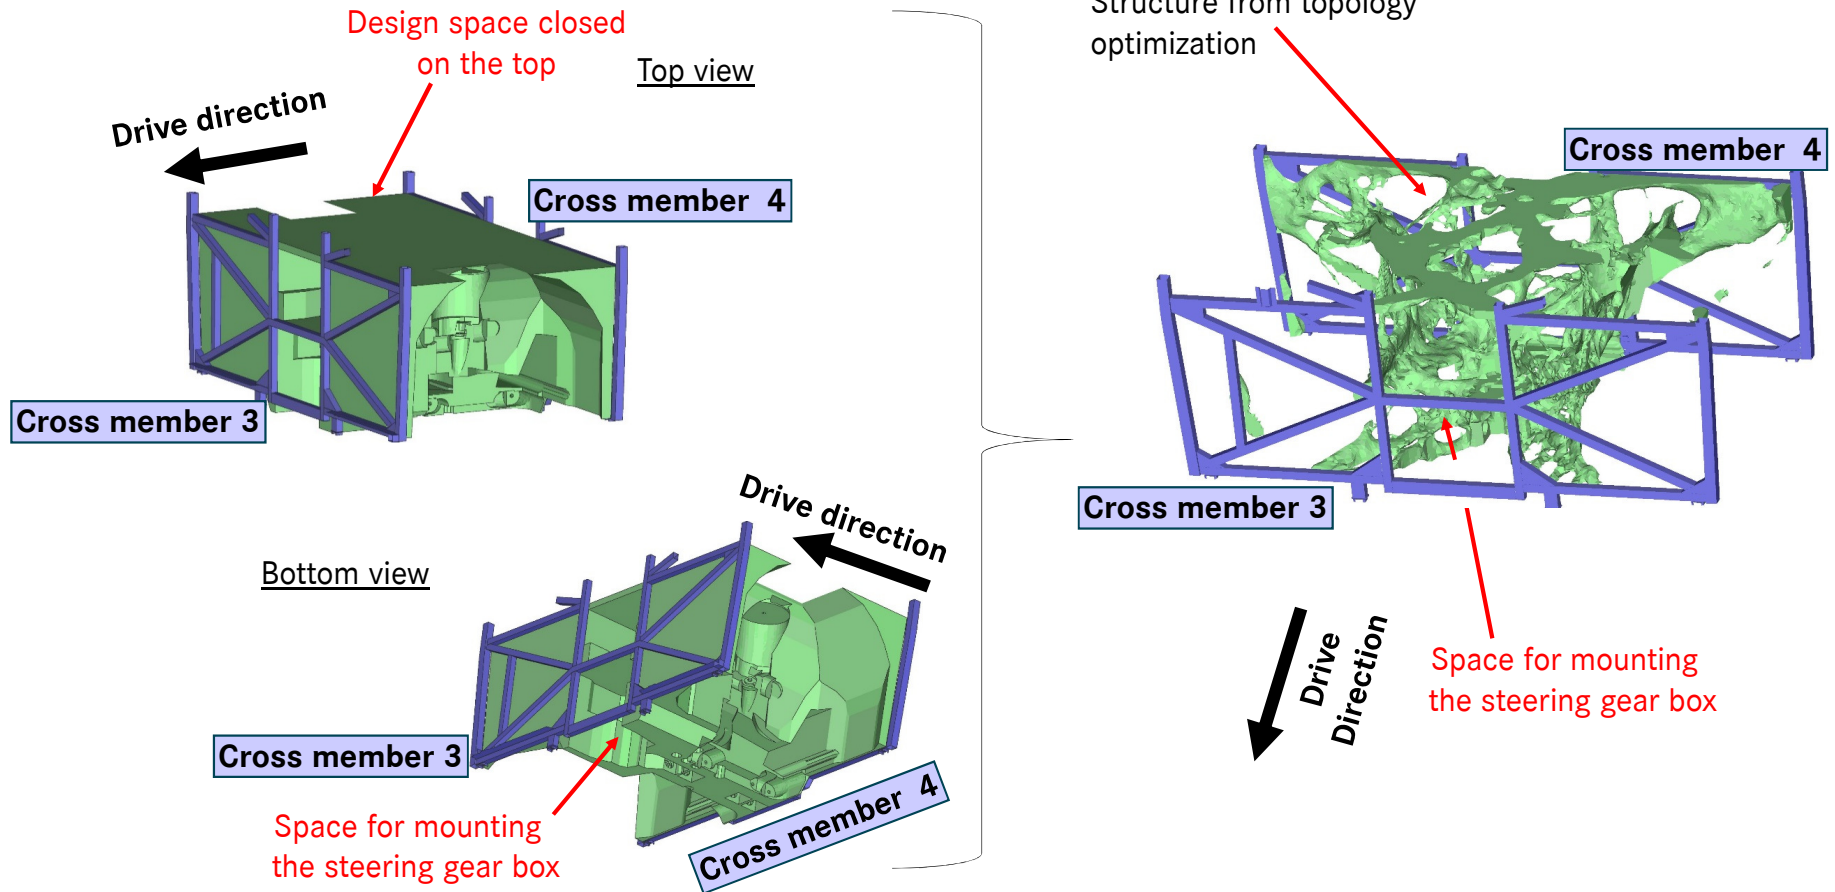 Design space closed
on the top
Top view
Drive direction
Cross member 4
Cross member 3
Drive direction
Bottom view
Cross member 3
Cross member 4
Space for mounting
the steering gear box
Structure from topology
optimization
Cross member 4
Cross member 3
Drive
Direction
Space for mounting
the steering gear box